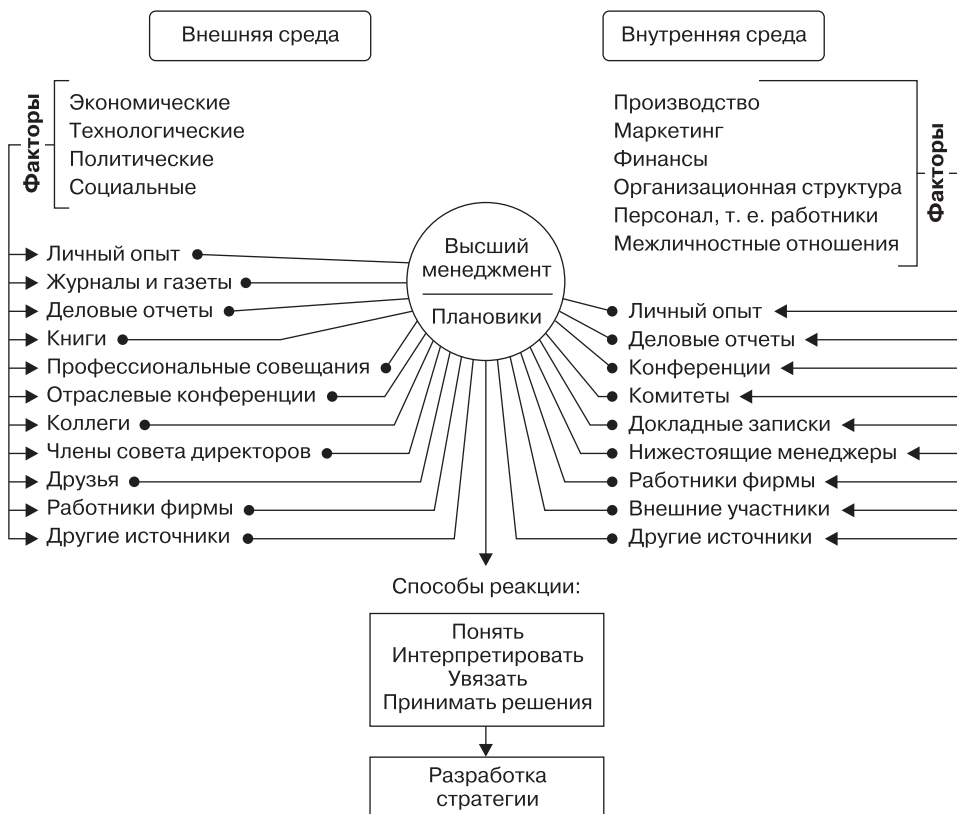 Внешняя среда
Внутренняя среда
Факторы
Экономические
Технологические
Политические
Социальные
Производство
Маркетинг
Финансы
Организационная структура
Персонал, т. е. работники
Межличностные отношения
Факторы
Высший
менеджмент
Плановики
Личный опыт
Журналы и газеты
Деловые отчеты
Книги
Профессиональные совещания
Отраслевые конференции
Коллеги
Члены совета директоров
Друзья
Работники фирмы
Другие источники
Личный опыт
Деловые отчеты
Конференции
Комитеты
Докладные записки
Нижестоящие менеджеры
Работники фирмы
Внешние участники
Другие источники
Способы реакции:
Понять
Интерпретировать
Увязать
Принимать решения
Разработка
стратегии